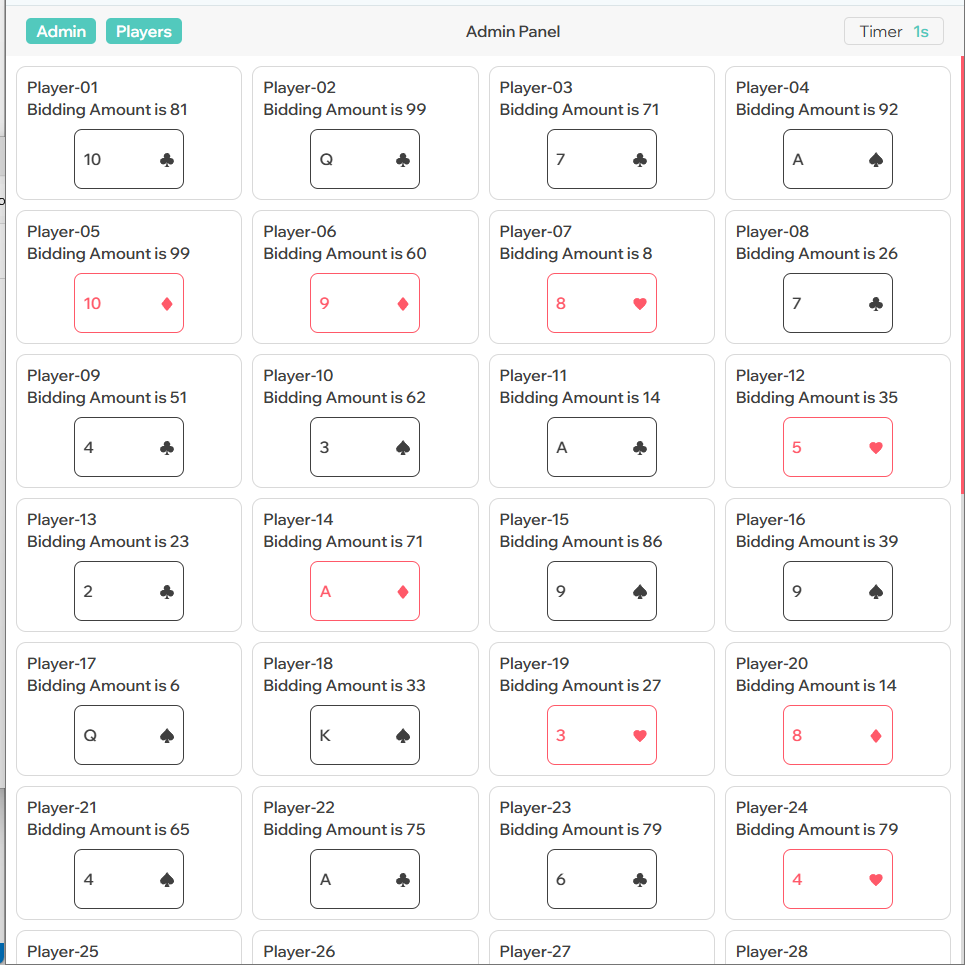 Admin Players Admin Panel Timer 1s
Player-01 Player-02 Player-03 Player-04
Bidding Amount is 81 Bidding Amount is 99 Bidding Amount is 71 Bidding Amount is 92
10 ♣ Q ♣ 7 ♣ A ♠
Player-05 Player-06 Player-07 Player-08
Bidding Amount is 99 Bidding Amount is 60 Bidding Amount is 8 Bidding Amount is 26
10 ♦ 9 ♦ 8 ♥ 7 ♣
Player-09 Player-10 Player-11 Player-12
Bidding Amount is 51 Bidding Amount is 62 Bidding Amount is 14 Bidding Amount is 35
4 ♣ 3 ♠ A ♣ 5 ♥
Player-13 Player-14 Player-15 Player-16
Bidding Amount is 23 Bidding Amount is 71 Bidding Amount is 86 Bidding Amount is 39
2 ♣ A ♦ 9 ♠ 9 ♠
Player-17 Player-18 Player-19 Player-20
Bidding Amount is 6 Bidding Amount is 33 Bidding Amount is 27 Bidding Amount is 14
Q ♠ K ♠ 3 ♥ 8 ♦
Player-21 Player-22 Player-23 Player-24
Bidding Amount is 65 Bidding Amount is 75 Bidding Amount is 79 Bidding Amount is 79
4 ♠ A ♣ 6 ♣ 4 ♥
Player-25 Player-26 Player-27 Player-28